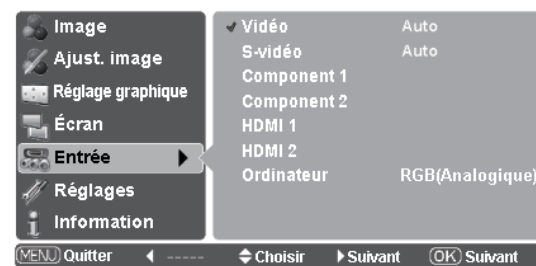 Image
Ajust. image
Réglage graphique
Écran
Entrée
Réglages
Information
Vidéo Auto
S-vidéo Auto
Component 1
Component 2
HDMI 1
HDMI 2
Ordinateur RGB(Analogique)
MENU Quitter ----- Choisir Suivant OK Suivant